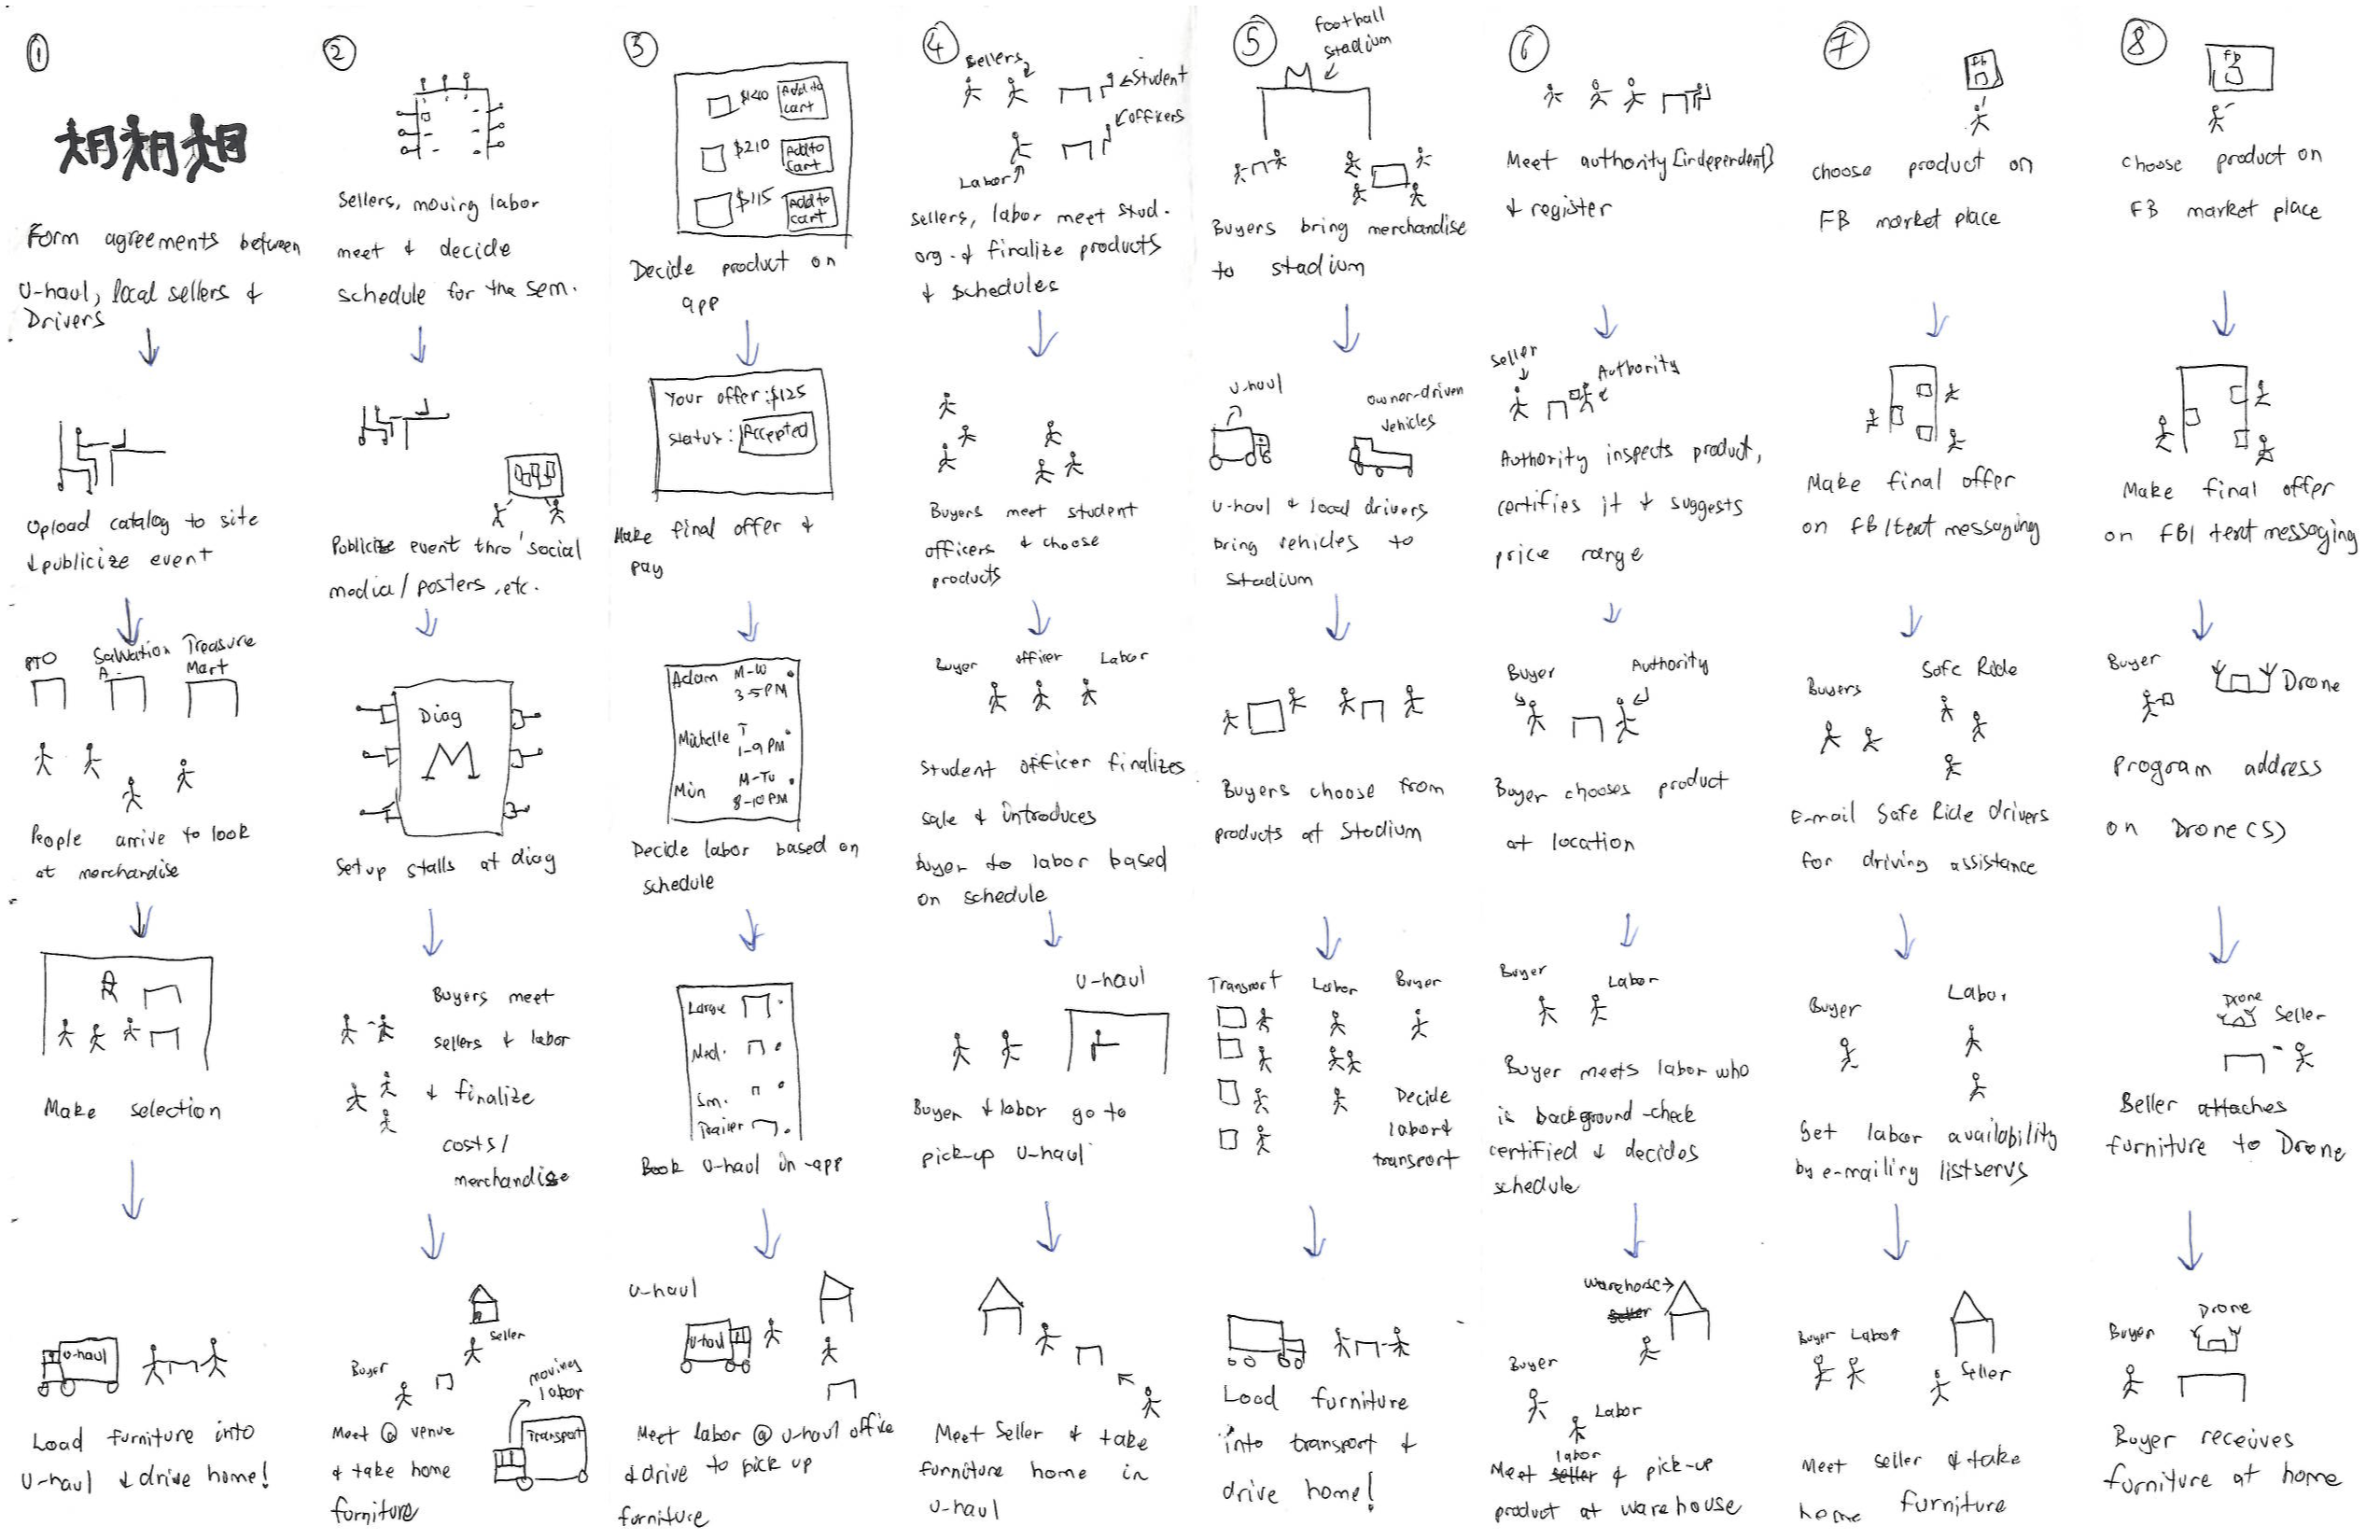 1
Form agreements between
U-haul, local sellers &
Drivers
Upload catalog to site
& publicize event
PTO
Salvation
A.
Treasure
Mart
People arrive to look
at merchandise
Make selection
U-haul
Load furniture into
U-haul & drive home!
2
Sellers, moving labor
meet & decide
schedule for the sem.
Publicize event thro' social
media/posters, etc.
Diag
M
Setup stalls at diag
Buyers meet
sellers & labor
& finalize
costs/
merchandise
Seller
Buyer
moving
labor
Transport
Meet @ venue
& take home
furniture
3
$140
Add to
cart
$210
Add to
cart
$115
Add to
cart
Decide product on
app
Your offer: $125
Status: Accepted
Make final offer &
pay
Adam M-W
3-5PM
Michelle T
1-9PM
Min M-Tu
8-10PM
Decide labor based on
schedule
Large
Med.
Sm.
Trailer
Book U-haul in-app
U-haul
U-haul
Meet labor @ U-haul office
& drive to pick up
furniture
4
Sellers
Student
officers
Labor
Sellers, labor meet stud.
org. & finalize products
& schedules
Buyers meet student
officers & choose
products
Buyer officer Labor
Student officer finalizes
sale & introduces
buyer to labor based
on schedule
U-haul
Buyer & labor go to
pick-up U-haul
Meet Seller & take
furniture home in
U-haul
5
Football
Stadium
M
Buyers bring merchandise
to stadium
U-haul
owner-driven
vehicles
U-haul & local drivers
bring vehicles to
stadium
Buyers choose from
products at Stadium
Transport Labor Buyer
Decide
labor &
transport
Load furniture
into transport &
drive home!
6
Meet authority [independent]
& register
Seller
Authority
Authority inspects product,
certifies it & suggests
price range
Buyer
Authority
Buyer chooses product
at location
Buyer Labor
Buyer meets labor who
is background-check
certified & decides
schedule
Warehouse
seller
Buyer
Labor
labor
Meet seller & pick-up
product at warehouse
7
fb
Choose product on
FB market place
Make final offer
on FB/text messaging
Buyers
Safe Ride
E-mail Safe Ride drivers
for driving assistance
Buyer
Labor
Get labor availability
by e-mailing listservs
Buyer Labor
Seller
Meet seller & take
home furniture
8
fb
Choose product on
FB market place
Make final offer
on FB/text messaging
Buyer
Drone
Program address
on Drone(s)
Drone
Seller
Seller attaches
furniture to Drone
Drone
Buyer
Buyer receives
furniture at home